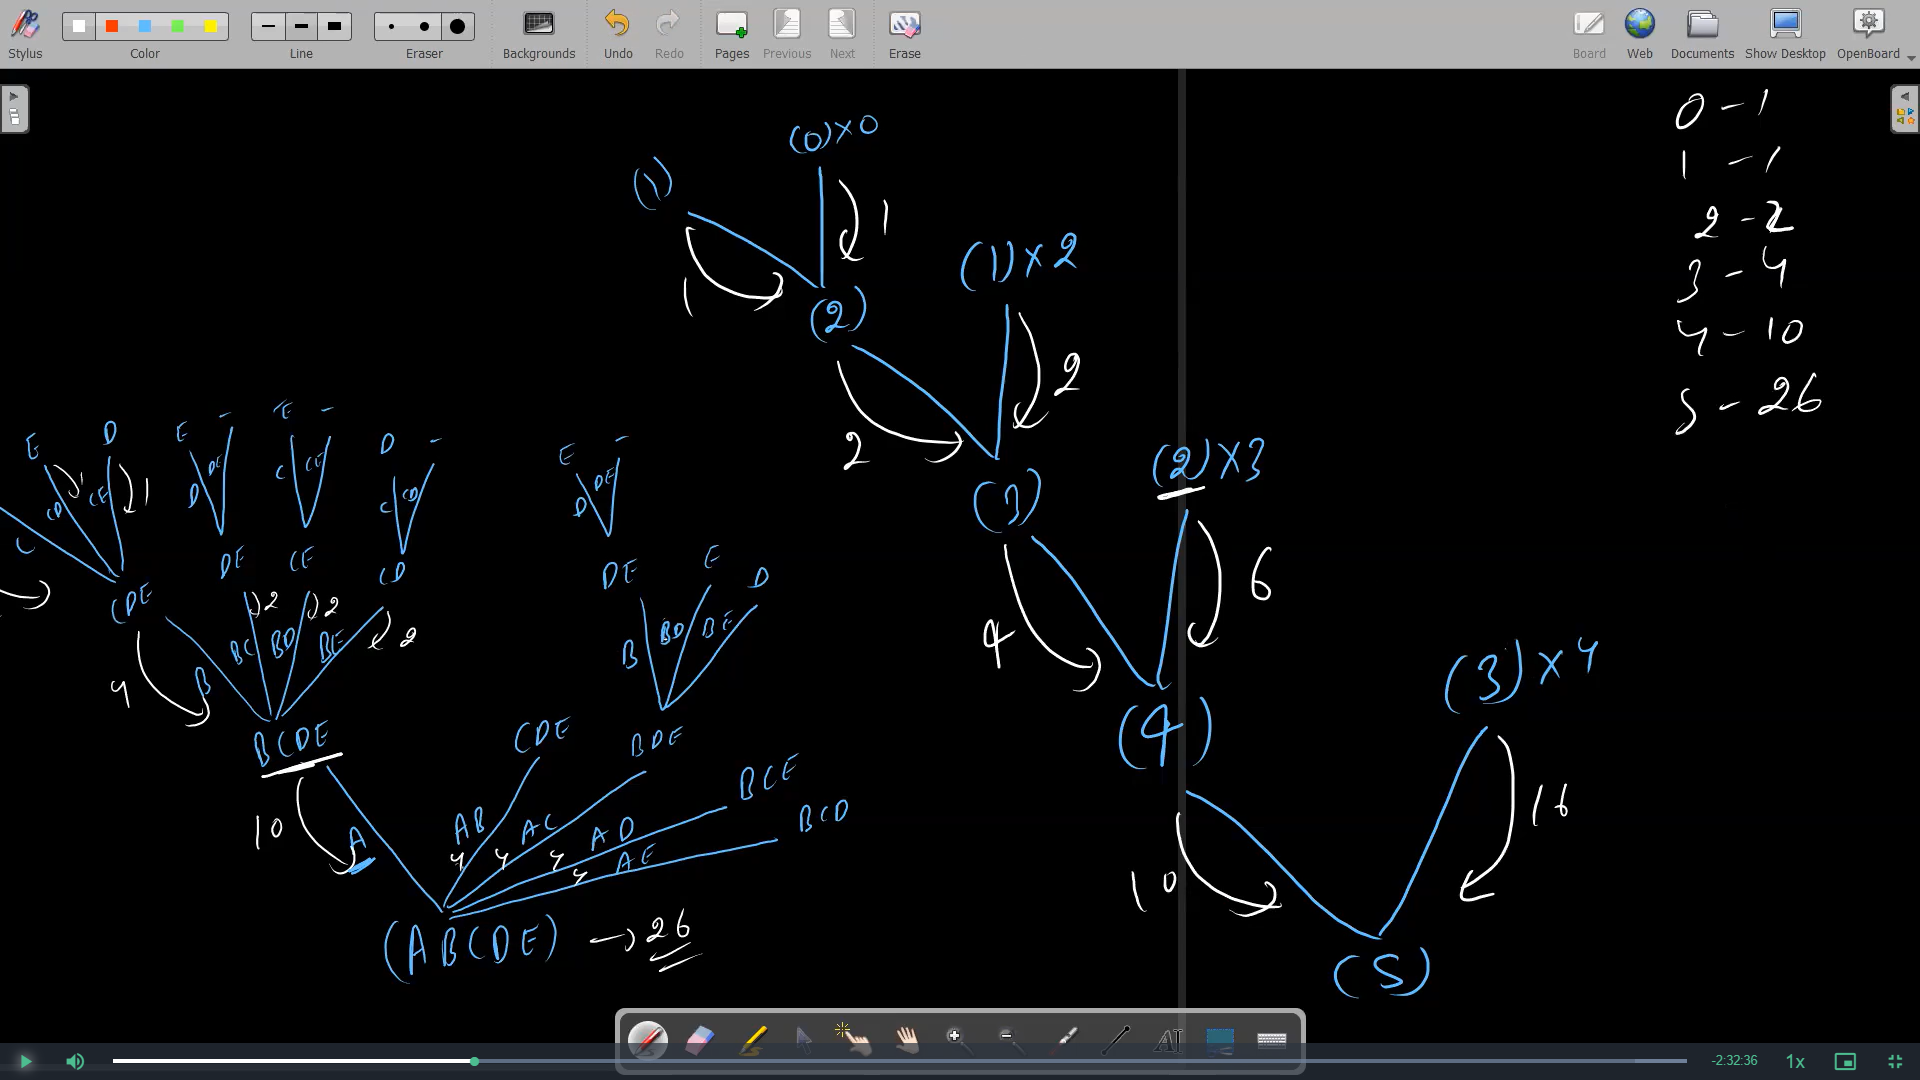 Stylus Color Line Eraser Backgrounds Undo Redo Pages Previous Next Erase Board Web Documents Show Desktop OpenBoard
0 - 1
1 - 1
2 - 2
3 - 4
4 - 10
5 - 26
(0)x0
(1)
1
1
(2)
(1)x2
2
2
(3)
(2)x3
4
6
(4)
(3)x4
10
16
(5)
E D E - E - D - E -
CD 1 CE 1 D DE C CE C CD D DE
C
CDE DE CE CD DE E D
2 2 2
4 B BC BD BE B BD BE
BCDE CDE BDE BCE BCD
10 A AB AC AD AE
4 4 4 4
(ABCDE) → 26
-2:32:36 1x